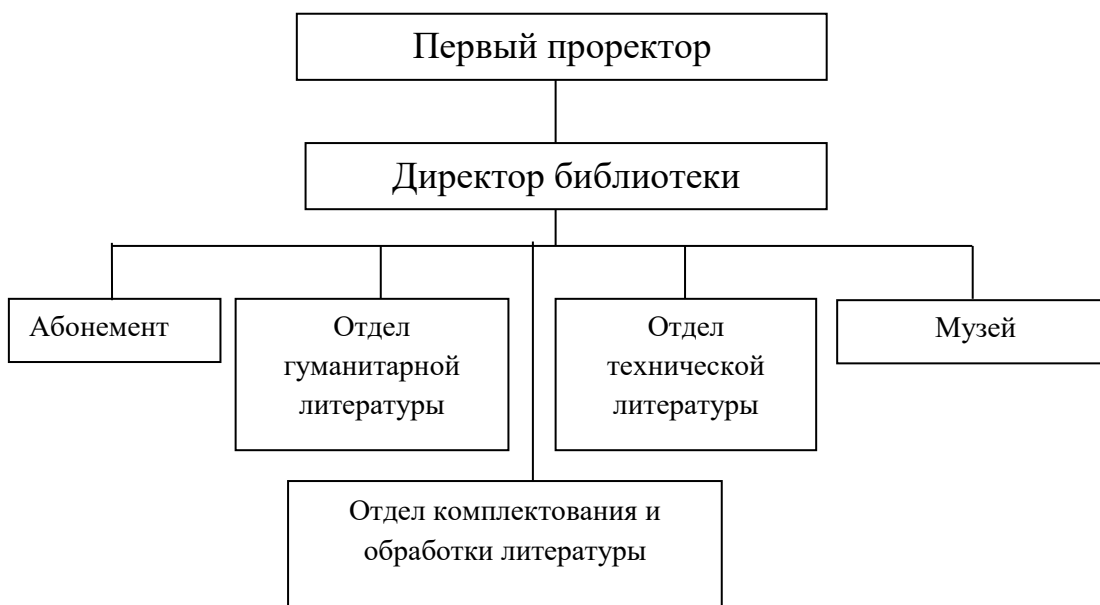 Первый проректор
Директор библиотеки
Абонемент
Отдел
гуманитарной
литературы
Отдел
технической
литературы
Музей
Отдел комплектования и
обработки литературы